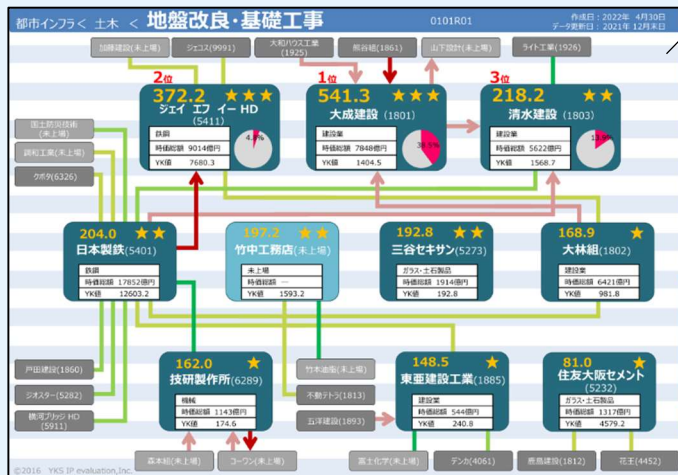 都市インフラ< 土木 < 地盤改良・基礎工事
0101R01
作成日：2022年 4月30日
データ更新日：2021年 12月末日
加藤建設(未上場)
ジェコス(9991)
大和ハウス工業
(1925)
熊谷組(1861)
山下設計(未上場)
ライト工業(1926)
2位
372.2 ★★★
ジェイ エフ イー HD
(5411)
鉄鋼
時価総額 9014億円
YK値 7680.3
1位
541.3 ★★★
大成建設 (1801)
建設業
時価総額 7848億円
YK値 1404.5
3位
218.2 ★★
清水建設 (1803)
建設業
時価総額 5622億円
YK値 1568.7
国土防災技術
(未上場)
調和工業(未上場)
クボタ(6326)
204.0 ★★
日本製鉄(5401)
鉄鋼
時価総額 17852億円
YK値 12603.2
197.2 ★★
竹中工務店(未上場)
未上場
時価総額 ―
YK値 1593.2
192.8 ★★
三谷セキサン(5273)
ガラス・土石製品
時価総額 1914億円
YK値 192.8
168.9 ★
大林組(1802)
建設業
時価総額 6421億円
YK値 981.8
戸田建設(1860)
ジオスター(5282)
横河ブリッジ HD
(5911)
162.0 ★
技研製作所(6289)
機械
時価総額 1143億円
YK値 174.6
竹本油脂(未上場)
不動テトラ(1813)
五洋建設(1893)
148.5 ★
東亜建設工業(1885)
建設業
時価総額 544億円
YK値 240.8
81.0 ★
住友大阪セメント
(5232)
ガラス・土石製品
時価総額 1317億円
YK値 4579.2
森本組(未上場)
コーワン(未上場)
富士化学(未上場)
デンカ(4061)
鹿島建設(1812)
花王(4452)
©2016 YKS IP evaluation,Inc.